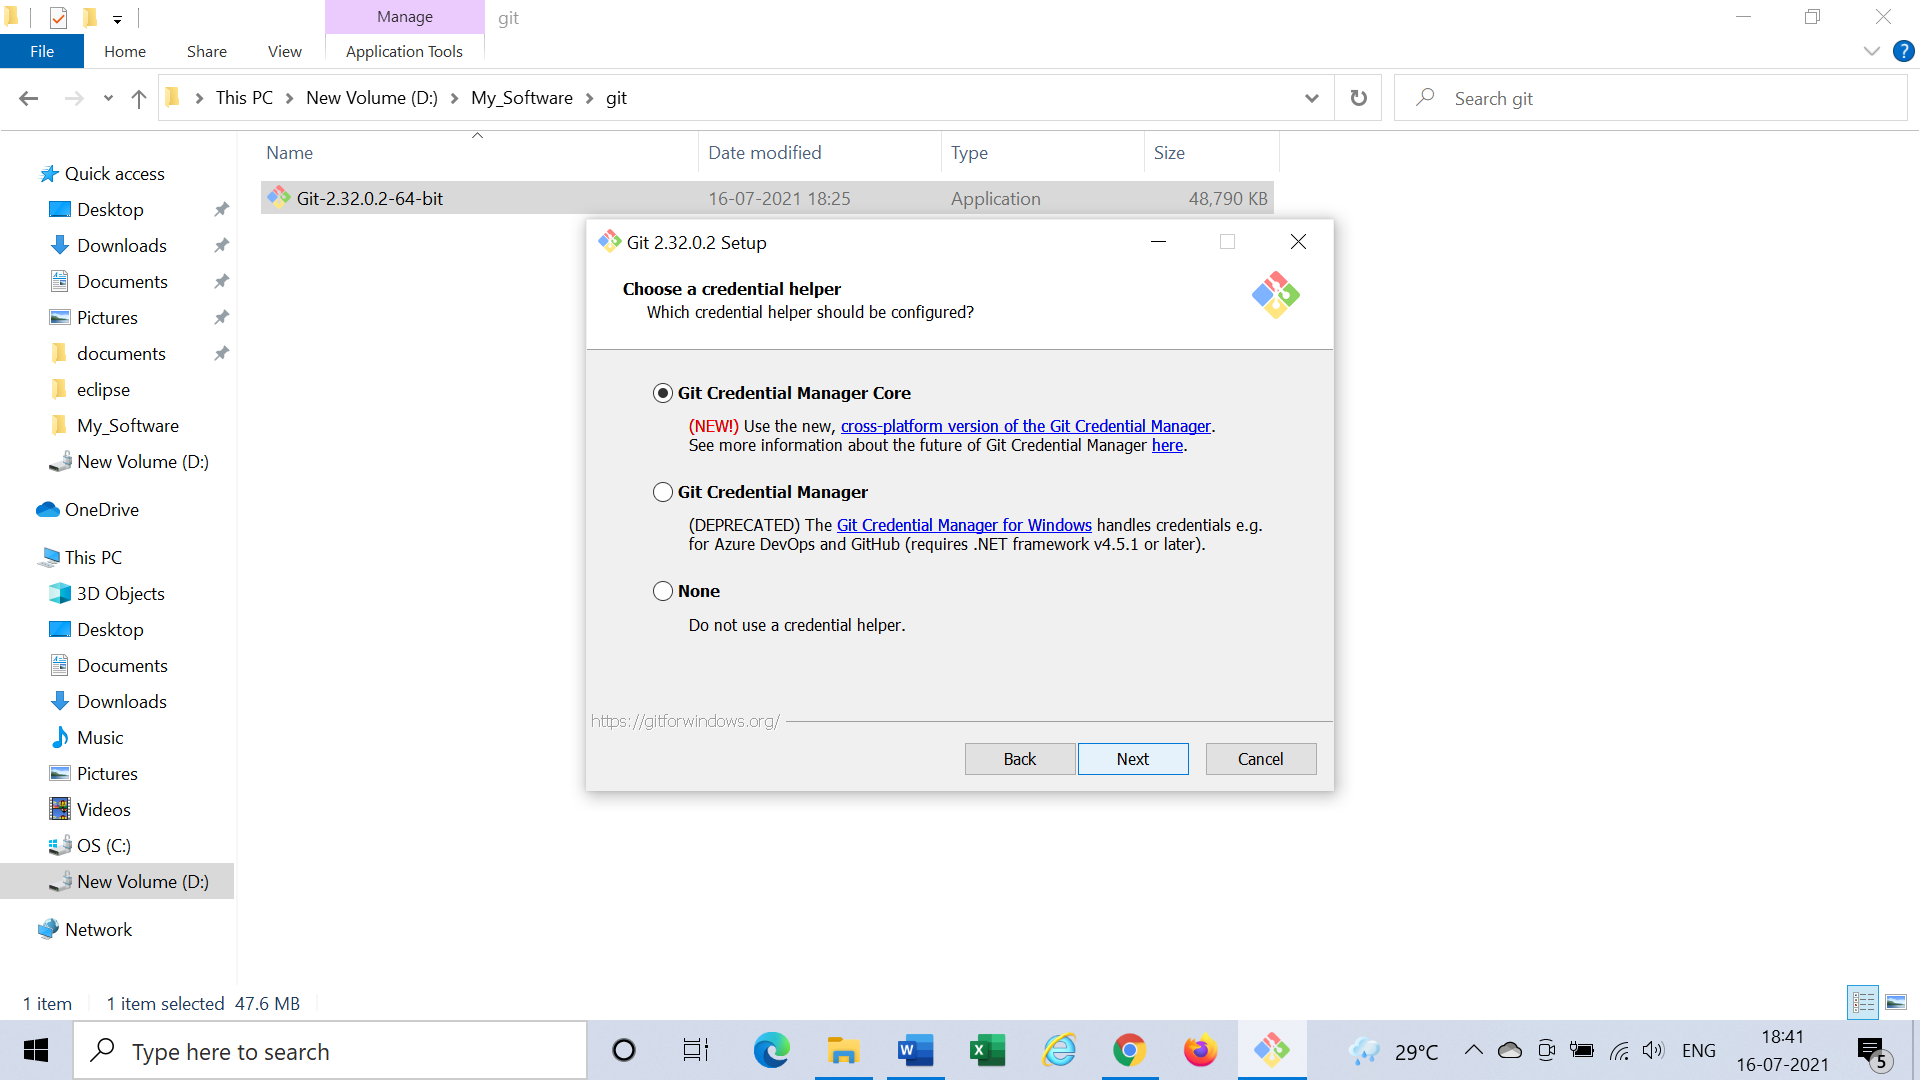 Manage
git
File
Home
Share
View
Application Tools
This PC
New Volume (D:)
My_Software
git
Search git
Name
Date modified
Type
Size
Git-2.32.0.2-64-bit
16-07-2021 18:25
Application
48,790 KB
Quick access
Desktop
Downloads
Documents
Pictures
documents
eclipse
My_Software
New Volume (D:)
OneDrive
This PC
3D Objects
Desktop
Documents
Downloads
Music
Pictures
Videos
OS (C:)
New Volume (D:)
Network
Git 2.32.0.2 Setup
Choose a credential helper
Which credential helper should be configured?
Git Credential Manager Core
(NEW!) Use the new, cross-platform version of the Git Credential Manager.
See more information about the future of Git Credential Manager here.
Git Credential Manager
(DEPRECATED) The Git Credential Manager for Windows handles credentials e.g.
for Azure DevOps and GitHub (requires .NET framework v4.5.1 or later).
None
Do not use a credential helper.
https://gitforwindows.org/
Back
Next
Cancel
1 item
1 item selected
47.6 MB
Type here to search
29°C
ENG
18:41
16-07-2021
5